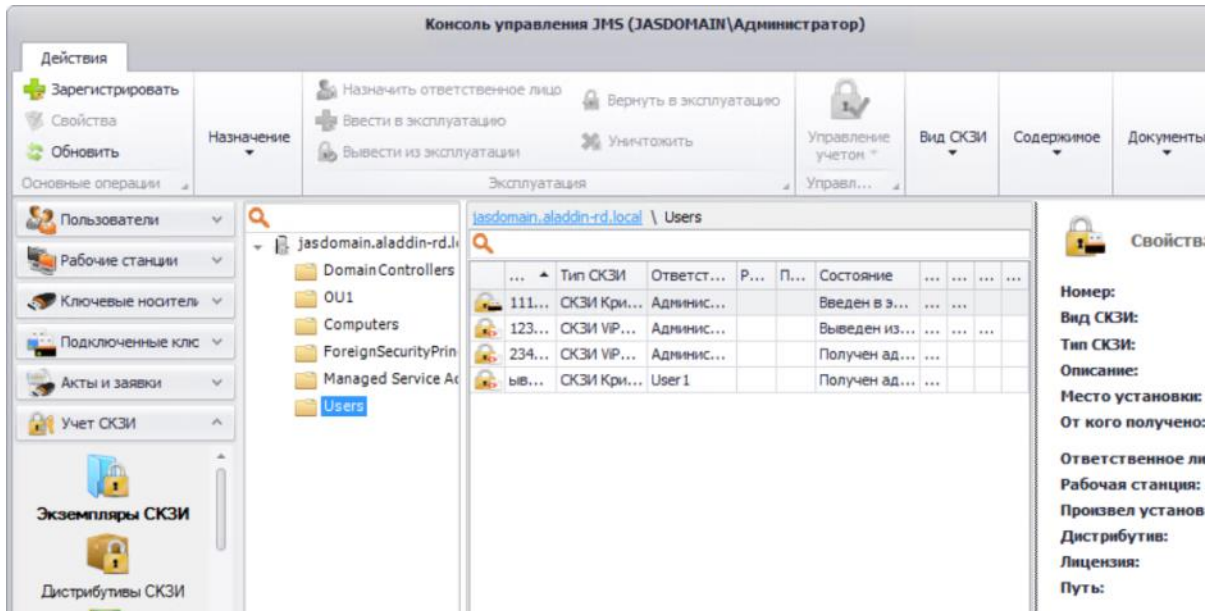 Консоль управления JMS (JASDOMAIN\Администратор)
Действия
Зарегистрировать
Свойства
Обновить
Основные операции
Назначение
Назначить ответственное лицо
Ввести в эксплуатацию
Вывести из эксплуатации
Вернуть в эксплуатацию
Уничтожить
Эксплуатация
Управление
учетом
Управл...
Вид СКЗИ
Содержимое
Документы
Пользователи
Рабочие станции
Ключевые носители
Подключенные клю
Акты и заявки
Учет СКЗИ
Экземпляры СКЗИ
Дистрибутивы СКЗИ
jasdomain.aladdin-rd.l
Domain Controllers
OU1
Computers
ForeignSecurityPrin
Managed Service Ac
Users
jasdomain.aladdin-rd.local \ Users
... Тип СКЗИ Ответст... Р... П... Состояние ... ... ... ...
111... СКЗИ Кри... Админис... Введен в э... ... ...
123... СКЗИ ViP... Админис... Выведен из... ... ... ...
234... СКЗИ ViP... Админис... Получен ад... ...
ыв... СКЗИ Кри... User1 Получен ад... ...
Свойства
Номер:
Вид СКЗИ:
Тип СКЗИ:
Описание:
Место установки:
От кого получено:
Ответственное ли
Рабочая станция:
Произвел установ
Дистрибутив:
Лицензия:
Путь: